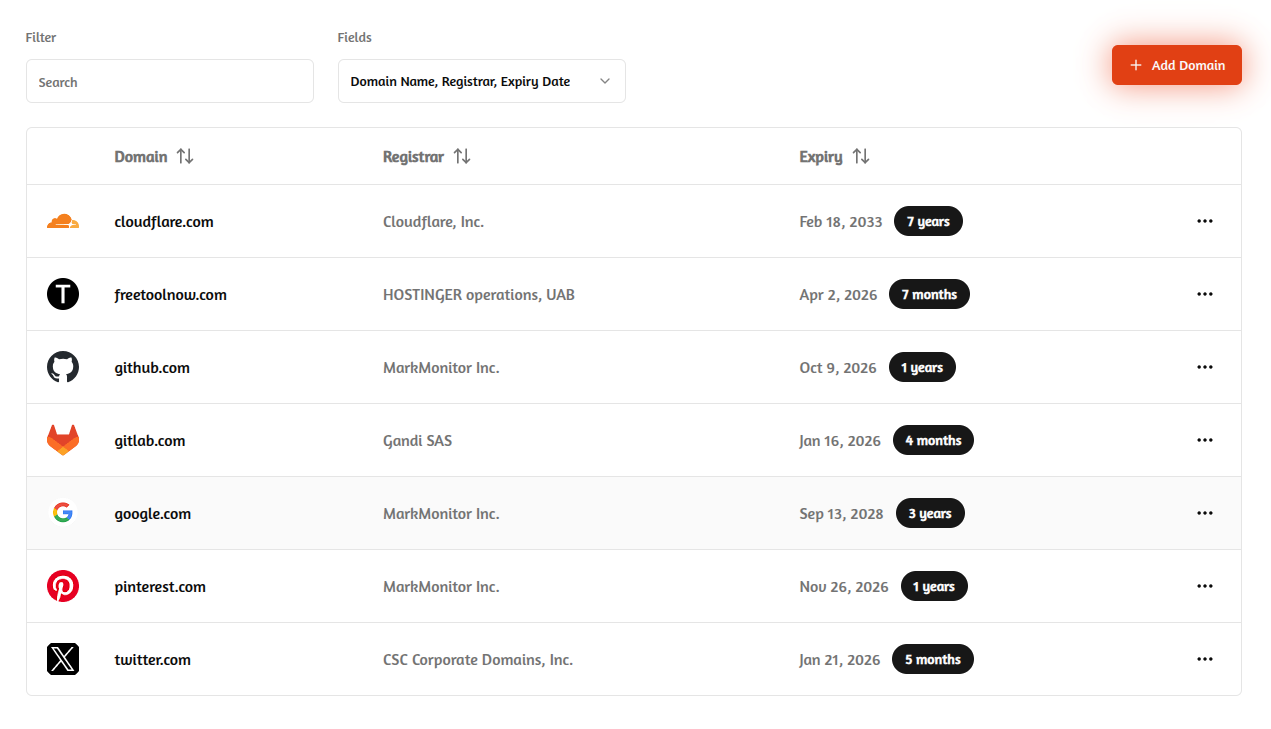 Filter
Fields
Search
Domain Name, Registrar, Expiry Date
Add Domain
Domain Registrar Expiry
cloudflare.com Cloudflare, Inc. Feb 18, 2033 7 years
T freetoolnow.com HOSTINGER operations, UAB Apr 2, 2026 7 months
github.com MarkMonitor Inc. Oct 9, 2026 1 years
gitlab.com Gandi SAS Jan 16, 2026 4 months
G google.com MarkMonitor Inc. Sep 13, 2028 3 years
pinterest.com MarkMonitor Inc. Nov 26, 2026 1 years
X twitter.com CSC Corporate Domains, Inc. Jan 21, 2026 5 months